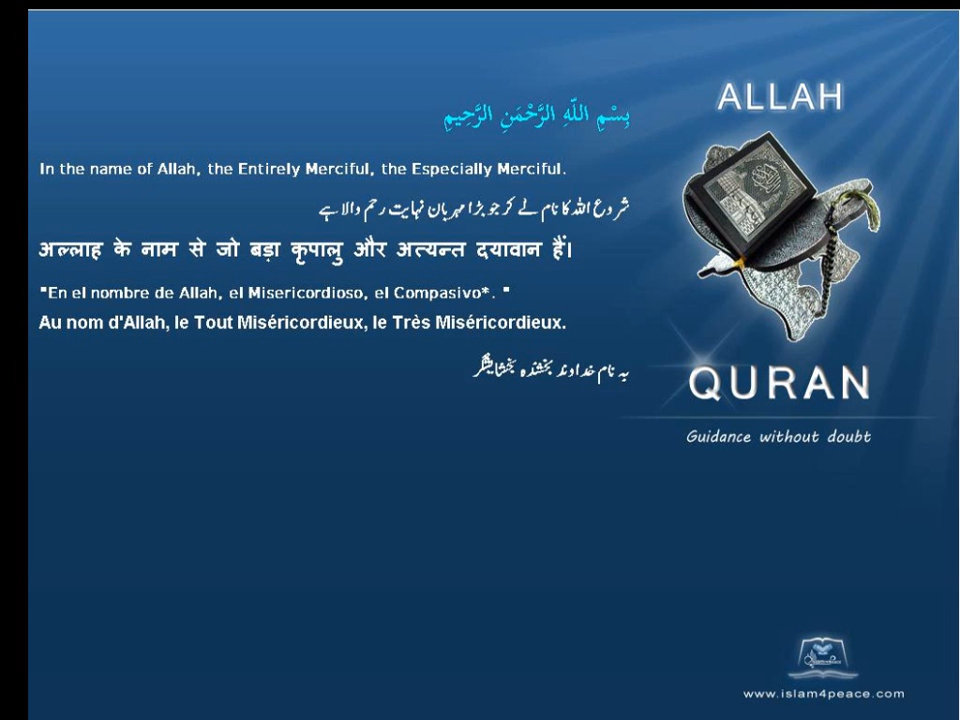 بِسْمِ اللّهِ الرَّحْمَنِ الرَّحِيمِ
In the name of Allah, the Entirely Merciful, the Especially Merciful.
شروع اللہ کا نام لے کر جو بڑا مہربان نہایت رحم والا ہے
अल्लाह के नाम से जो बड़ा कृपालु और अत्यन्त दयावान हैं।
"En el nombre de Allah, el Misericordioso, el Compasivo*. "
Au nom d'Allah, le Tout Miséricordieux, le Très Miséricordieux.
به نام خداوند بخشنده بخشایشگر
ALLAH
QURAN
Guidance without doubt
www.islam4peace.com